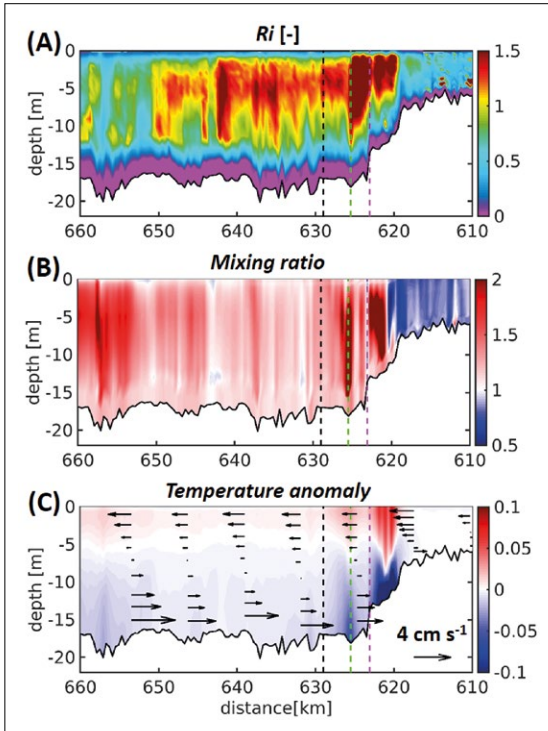 (A)
Ri [-]
0
-5
-10
-15
-20
depth [m]
660 650 640 630 620 610
1.5
1
0.5
0
(B)
Mixing ratio
0
-5
-10
-15
-20
depth [m]
660 650 640 630 620 610
2
1
0.5
(C)
Temperature anomaly
0
-5
-10
-15
-20
depth [m]
4 cm s⁻¹
660 650 640 630 620 610
distance[km]
0.1
0.05
0
-0.05
-0.1